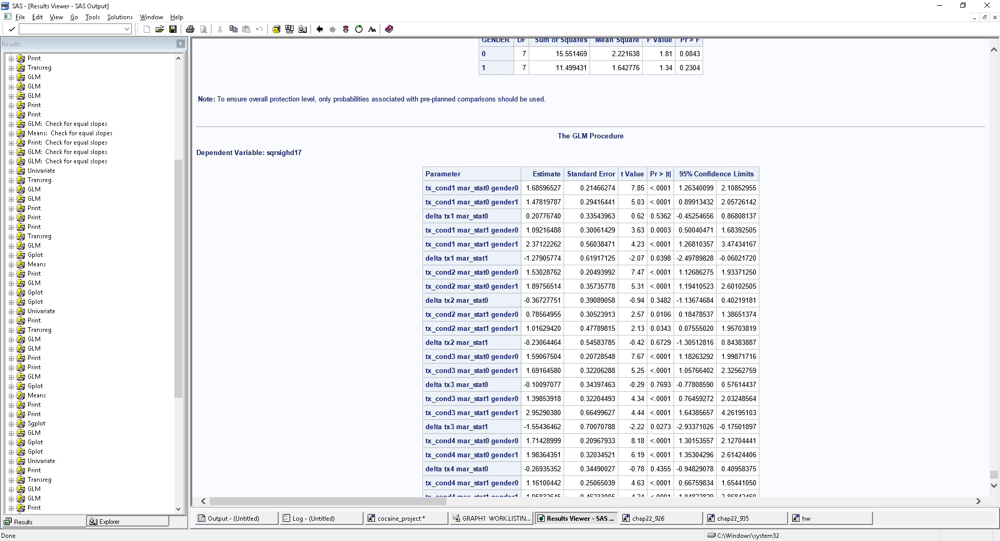 SAS - [Results Viewer - SAS Output]
File Edit View Go Tools Solutions Window Help
Results
Print
Transreg
GLM
GLM
GLM
Print
Print
GLM: Check for equal slopes
Means: Check for equal slopes
Print: Check for equal slopes
GLM: Check for equal slopes
GLM: Check for equal slopes
Univariate
Transreg
GLM
GLM
Print
Print
Print
Transreg
GLM
Gplot
Means
Print
GLM
Gplot
Gplot
Univariate
Print
Transreg
GLM
GLM
Print
Print
GLM
Gplot
Means
Print
Print
Sgplot
GLM
Gplot
Gplot
Univariate
Print
Transreg
GLM
GLM
Print
Results Explorer
GENDER DF Sum of Squares Mean Square F Value Pr > F
0 7 15.551469 2.221638 1.81 0.0843
1 7 11.499431 1.642776 1.34 0.2304
Note: To ensure overall protection level, only probabilities associated with pre-planned comparisons should be used.
The GLM Procedure
Dependent Variable: sqrsighd17
Parameter Estimate Standard Error t Value Pr > |t| 95% Confidence Limits
tx_cond1 mar_stat0 gender0 1.68596527 0.21466274 7.85 <.0001 1.26340099 2.10852955
tx_cond1 mar_stat0 gender1 1.47819787 0.29416441 5.03 <.0001 0.89913432 2.05726142
delta tx1 mar_stat0 0.20776740 0.33543963 0.62 0.5362 -0.45254656 0.86808137
tx_cond1 mar_stat1 gender0 1.09216488 0.30061429 3.63 0.0003 0.50040471 1.68392505
tx_cond1 mar_stat1 gender1 2.37122262 0.56038471 4.23 <.0001 1.26810357 3.47434167
delta tx1 mar_stat1 -1.27905774 0.61917125 -2.07 0.0398 -2.49789828 -0.06021720
tx_cond2 mar_stat0 gender0 1.53028762 0.20493992 7.47 <.0001 1.12686275 1.93371250
tx_cond2 mar_stat0 gender1 1.89756514 0.35735778 5.31 <.0001 1.19410523 2.60102505
delta tx2 mar_stat0 -0.36727751 0.39089058 -0.94 0.3482 -1.13674684 0.40219181
tx_cond2 mar_stat1 gender0 0.78564955 0.30523913 2.57 0.0106 0.18478537 1.38651374
tx_cond2 mar_stat1 gender1 1.01629420 0.47789815 2.13 0.0343 0.07555020 1.95703819
delta tx2 mar_stat1 -0.23064464 0.54583785 -0.42 0.6729 -1.30512816 0.84383887
tx_cond3 mar_stat0 gender0 1.59067504 0.20728548 7.67 <.0001 1.18263292 1.99871716
tx_cond3 mar_stat0 gender1 1.69164580 0.32206288 5.25 <.0001 1.05766402 2.32562759
delta tx3 mar_stat0 -0.10097077 0.34397463 -0.29 0.7693 -0.77808590 0.57614437
tx_cond3 mar_stat1 gender0 1.39853918 0.32204493 4.34 <.0001 0.76459272 2.03248564
tx_cond3 mar_stat1 gender1 2.95290380 0.66499627 4.44 <.0001 1.64385657 4.26195103
delta tx3 mar_stat1 -1.55436462 0.70070788 -2.22 0.0273 -2.93371026 -0.17501897
tx_cond4 mar_stat0 gender0 1.71428999 0.20967933 8.18 <.0001 1.30153557 2.12704441
tx_cond4 mar_stat0 gender1 1.98364351 0.32034521 6.19 <.0001 1.35304296 2.61424406
delta tx4 mar_stat0 -0.26935352 0.34490027 -0.78 0.4355 -0.94829078 0.40958375
tx_cond4 mar_stat1 gender0 1.16100442 0.25065039 4.63 <.0001 0.66759834 1.65441050
Output - (Untitled) Log - (Untitled) cocaine_project * GRAPH1 WORK.LISTIN... Results Viewer - SAS ... chap22_926 chap22_935 hw
Done C:\Windows\system32